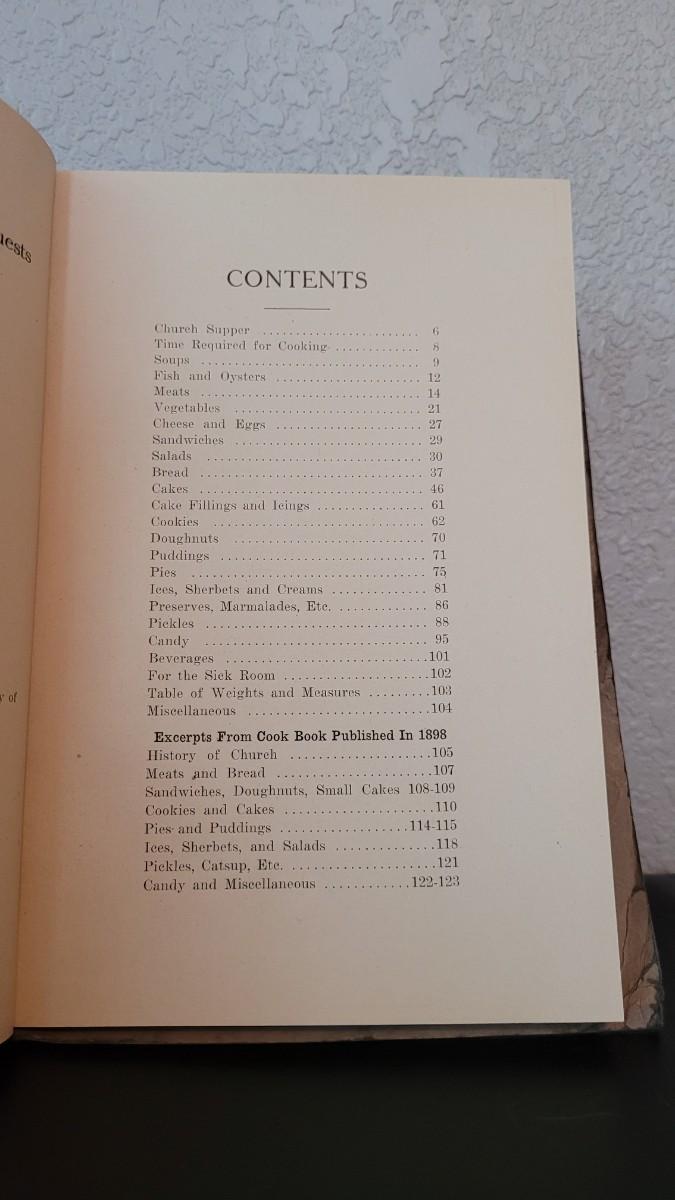 uests
y of
CONTENTS
Church Supper ........................ 6
Time Required for Cooking ............. 8
Soups ................................. 9
Fish and Oysters ...................... 12
Meats ................................. 14
Vegetables ............................ 21
Cheese and Eggs ....................... 27
Sandwiches ............................ 29
Salads ................................ 30
Bread ................................. 37
Cakes ................................. 46
Cake Fillings and Icings ................ 61
Cookies ............................... 62
Doughnuts ............................. 70
Puddings .............................. 71
Pies .................................. 75
Ices, Sherbets and Creams .............. 81
Preserves, Marmalades, Etc. ............ 86
Pickles ............................... 88
Candy ................................. 95
Beverages .............................101
For the Sick Room ....................102
Table of Weights and Measures .........103
Miscellaneous .........................104
Excerpts From Cook Book Published In 1898
History of Church ....................105
Meats and Bread ......................107
Sandwiches, Doughnuts, Small Cakes 108-109
Cookies and Cakes .....................110
Pies and Puddings ..................114-115
Ices, Sherbets, and Salads .............118
Pickles, Catsup, Etc. ...................121
Candy and Miscellaneous ............122-123